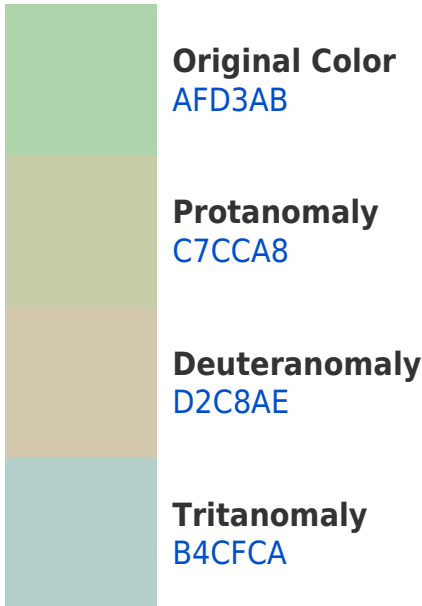 Original Color
AFD3AB
Protanomaly
C7CCA8
Deuteranomaly
D2C8AE
Tritanomaly
B4CFCA